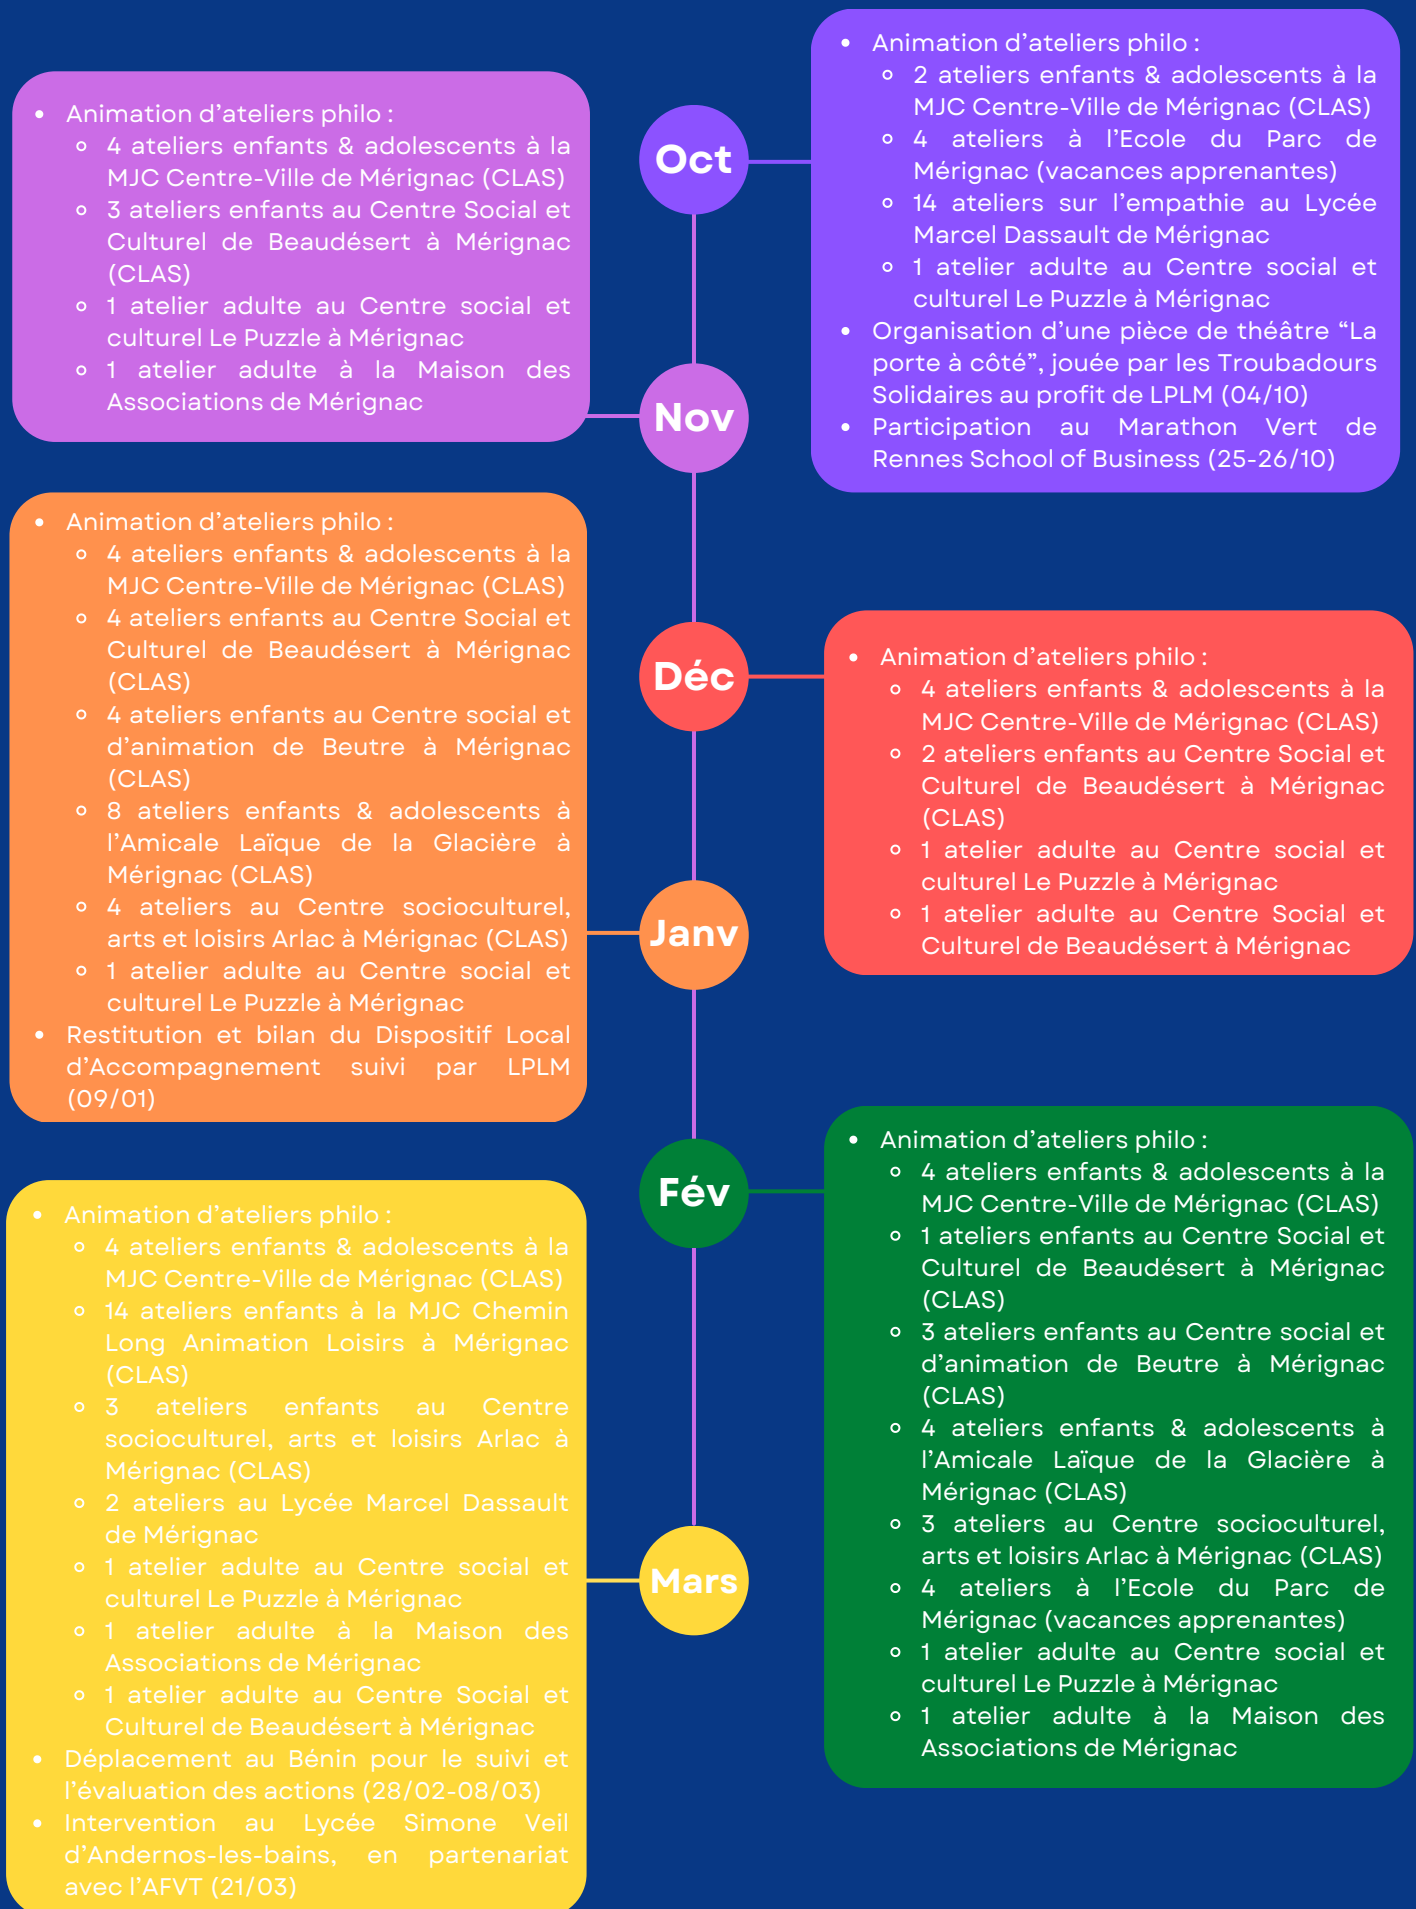 Oct
Animation d’ateliers philo :
2 ateliers enfants & adolescents à la
MJC Centre-Ville de Mérignac (CLAS)
4 ateliers à l’Ecole du Parc de
Mérignac (vacances apprenantes)
14 ateliers sur l’empathie au Lycée
Marcel Dassault de Mérignac
1 atelier adulte au Centre social et
culturel Le Puzzle à Mérignac
Organisation d’une pièce de théâtre “La
porte à côté”, jouée par les Troubadours
Solidaires au profit de LPLM (04/10)
Participation au Marathon Vert de
Rennes School of Business (25-26/10)
Nov
Animation d’ateliers philo :
4 ateliers enfants & adolescents à la
MJC Centre-Ville de Mérignac (CLAS)
3 ateliers enfants au Centre Social et
Culturel de Beaudésert à Mérignac
(CLAS)
1 atelier adulte au Centre social et
culturel Le Puzzle à Mérignac
1 atelier adulte à la Maison des
Associations de Mérignac
Déc
Animation d’ateliers philo :
4 ateliers enfants & adolescents à la
MJC Centre-Ville de Mérignac (CLAS)
2 ateliers enfants au Centre Social et
Culturel de Beaudésert à Mérignac
(CLAS)
1 atelier adulte au Centre social et
culturel Le Puzzle à Mérignac
1 atelier adulte au Centre Social et
Culturel de Beaudésert à Mérignac
Janv
Animation d’ateliers philo :
4 ateliers enfants & adolescents à la
MJC Centre-Ville de Mérignac (CLAS)
4 ateliers enfants au Centre Social et
Culturel de Beaudésert à Mérignac
(CLAS)
4 ateliers enfants au Centre social et
d’animation de Beutre à Mérignac
(CLAS)
8 ateliers enfants & adolescents à
l’Amicale Laïque de la Glacière à
Mérignac (CLAS)
4 ateliers au Centre socioculturel,
arts et loisirs Arlac à Mérignac (CLAS)
1 atelier adulte au Centre social et
culturel Le Puzzle à Mérignac
Restitution et bilan du Dispositif Local
d’Accompagnement suivi par LPLM
(09/01)
Fév
Animation d’ateliers philo :
4 ateliers enfants & adolescents à la
MJC Centre-Ville de Mérignac (CLAS)
1 ateliers enfants au Centre Social et
Culturel de Beaudésert à Mérignac
(CLAS)
3 ateliers enfants au Centre social et
d’animation de Beutre à Mérignac
(CLAS)
4 ateliers enfants & adolescents à
l’Amicale Laïque de la Glacière à
Mérignac (CLAS)
3 ateliers au Centre socioculturel,
arts et loisirs Arlac à Mérignac (CLAS)
4 ateliers à l’Ecole du Parc de
Mérignac (vacances apprenantes)
1 atelier adulte au Centre social et
culturel Le Puzzle à Mérignac
1 atelier adulte à la Maison des
Associations de Mérignac
Mars
Animation d’ateliers philo :
4 ateliers enfants & adolescents à la
MJC Centre-Ville de Mérignac (CLAS)
14 ateliers enfants à la MJC Chemin
Long Animation Loisirs à Mérignac
(CLAS)
3 ateliers enfants au Centre
socioculturel, arts et loisirs Arlac à
Mérignac (CLAS)
2 ateliers au Lycée Marcel Dassault
de Mérignac
1 atelier adulte au Centre social et
culturel Le Puzzle à Mérignac
1 atelier adulte à la Maison des
Associations de Mérignac
1 atelier adulte au Centre Social et
Culturel de Beaudésert à Mérignac
Déplacement au Bénin pour le suivi et
l’évaluation des actions (28/02-08/03)
Intervention au Lycée Simone Veil
d’Andernos-les-bains, en partenariat
avec l’AFVT (21/03)